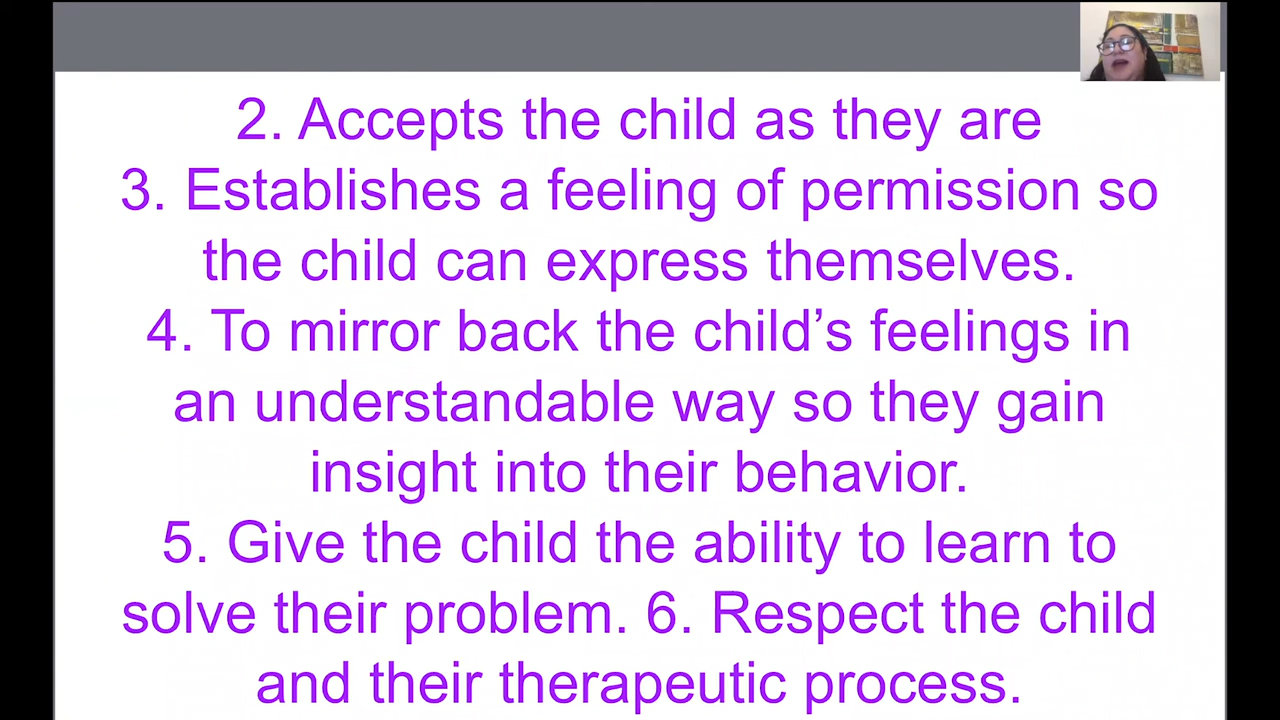 2. Accepts the child as they are
3. Establishes a feeling of permission so
the child can express themselves.
4. To mirror back the child’s feelings in
an understandable way so they gain
insight into their behavior.
5. Give the child the ability to learn to
solve their problem. 6. Respect the child
and their therapeutic process.